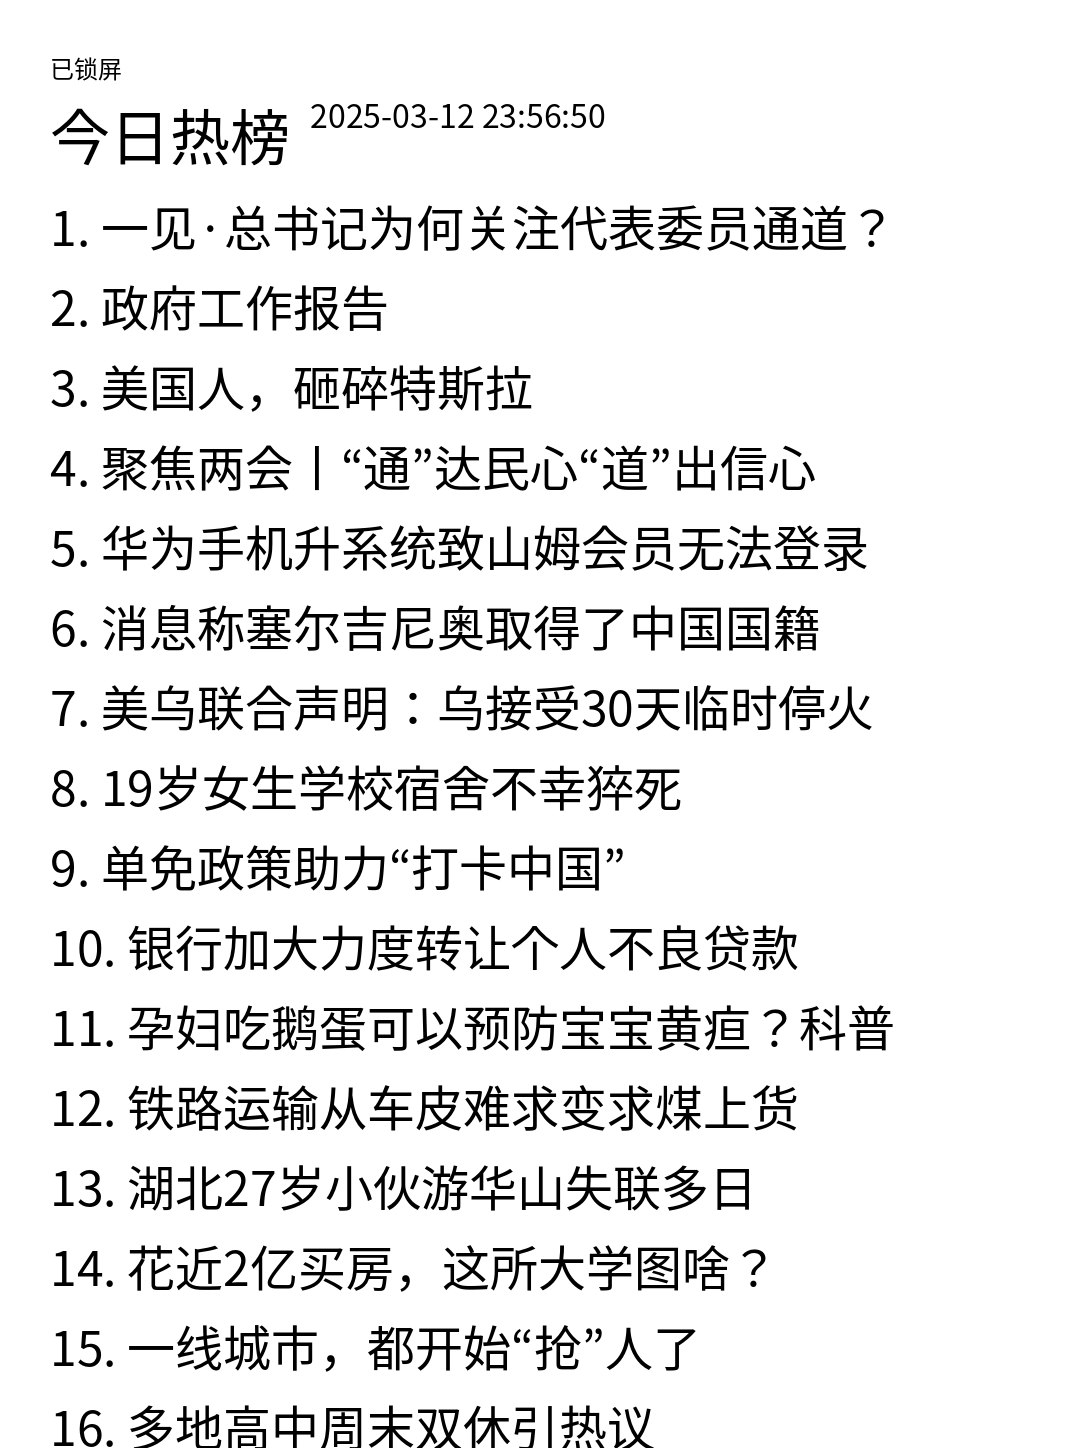 已锁屏
今日热榜 2025-03-12 23:56:50
1. 一见·总书记为何关注代表委员通道？
2. 政府工作报告
3. 美国人，砸碎特斯拉
4. 聚焦两会丨“通”达民心“道”出信心
5. 华为手机升系统致山姆会员无法登录
6. 消息称塞尔吉尼奥取得了中国国籍
7. 美乌联合声明：乌接受30天临时停火
8. 19岁女生学校宿舍不幸猝死
9. 单免政策助力“打卡中国”
10. 银行加大力度转让个人不良贷款
11. 孕妇吃鹅蛋可以预防宝宝黄疸？科普
12. 铁路运输从车皮难求变求煤上货
13. 湖北27岁小伙游华山失联多日
14. 花近2亿买房，这所大学图啥？
15. 一线城市，都开始“抢”人了
16. 多地高中周末双休引热议